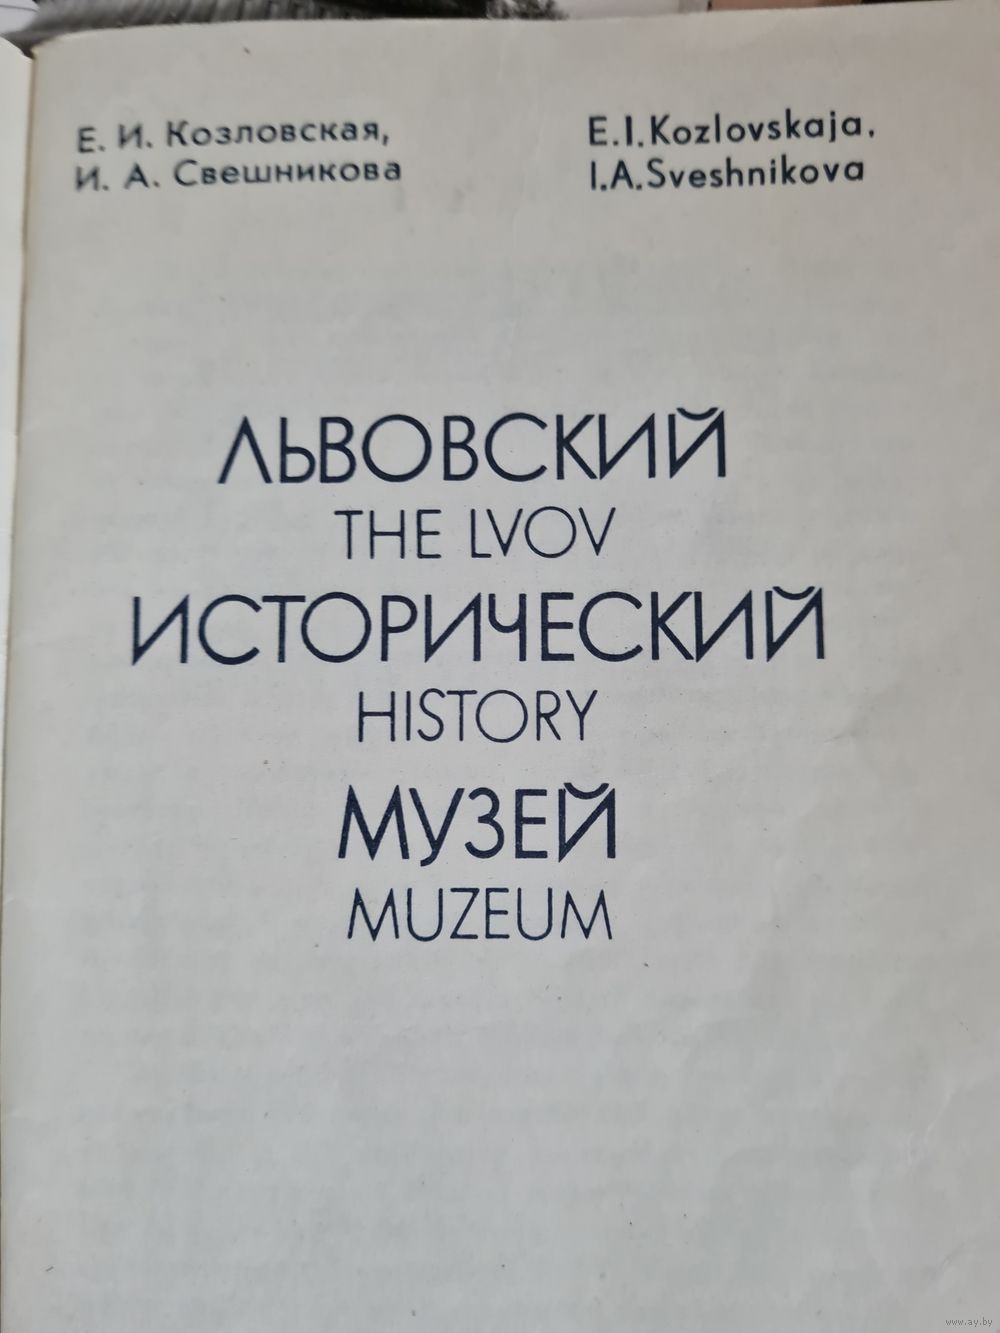 Е. И. Козловская,
И. А. Свешникова
E.I.Kozlovskaja,
I.A.Sveshnikova
ЛЬВОВСКИЙ
THE LVOV
ИСТОРИЧЕСКИЙ
HISTORY
МУЗЕЙ
MUZEUM
www.ay.by